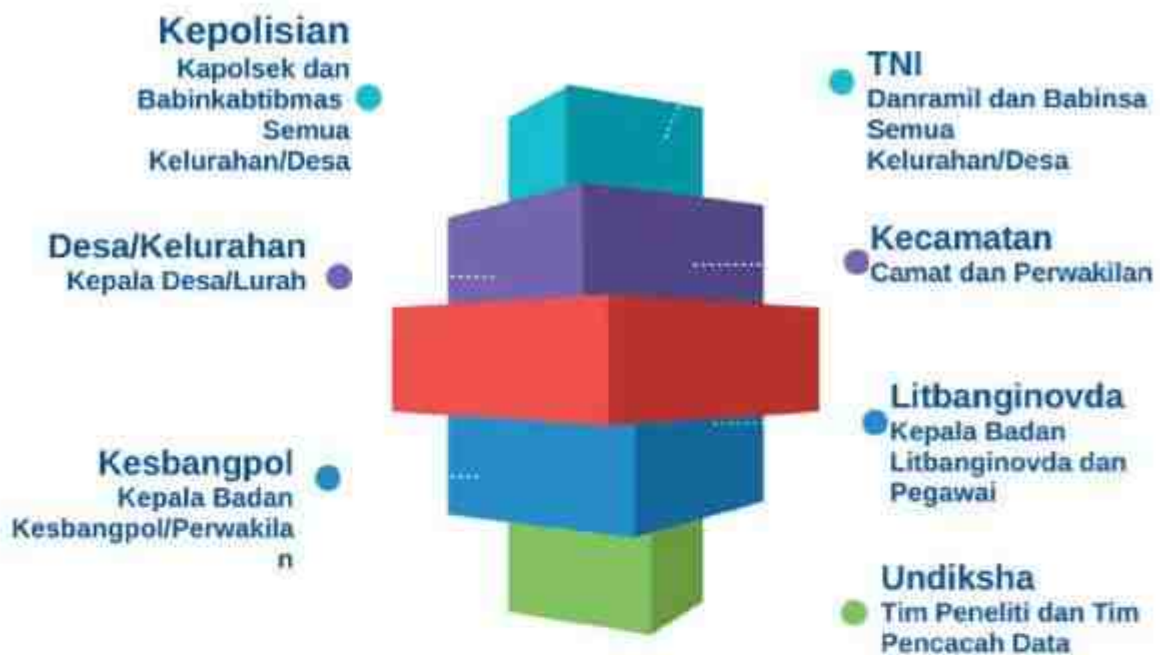 Kepolisian
Kapolsek dan
Babinkabtibmas
Semua
Kelurahan/Desa
TNI
Danramil dan Babinsa
Semua
Kelurahan/Desa
Desa/Kelurahan
Kepala Desa/Lurah
Kecamatan
Camat dan Perwakilan
Litbanginovda
Kepala Badan
Litbanginovda dan
Pegawai
Kesbangpol
Kepala Badan
Kesbangpol/Perwakila
n
Undiksha
Tim Peneliti dan Tim
Pencacah Data